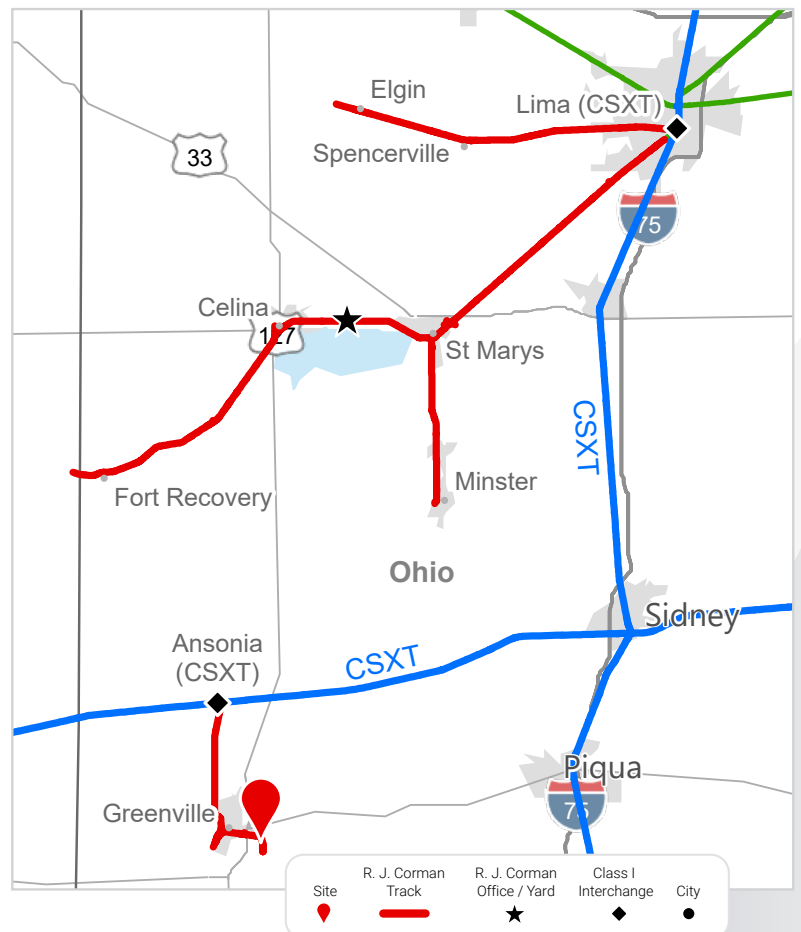 Elgin
Lima (CSXT)
Spencerville
33
75
Celina
127
St Marys
CSXT
Minster
Fort Recovery
Ohio
Sidney
Ansonia
(CSXT)
CSXT
Piqua
75
Greenville
Site
R. J. Corman
Track
R. J. Corman
Office / Yard
Class I
Interchange
City